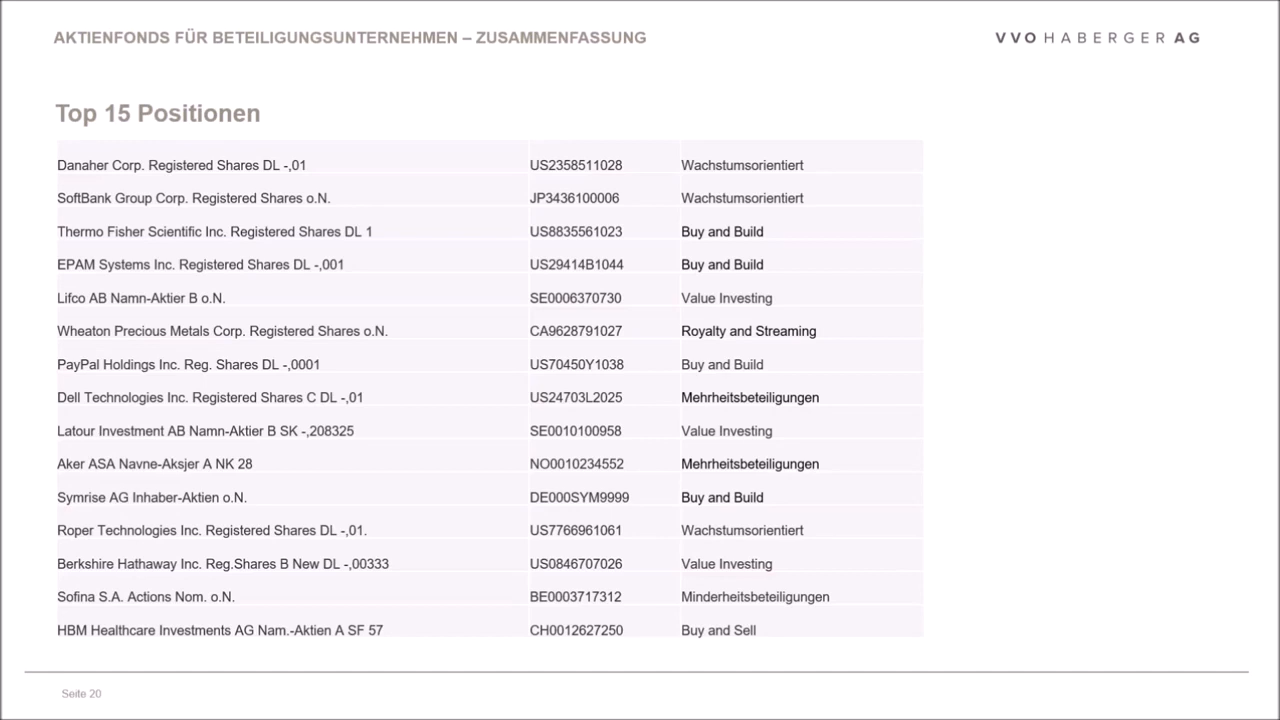 AKTIENFONDS FÜR BETEILIGUNGSUNTERNEHMEN – ZUSAMMENFASSUNG
VVO HABERGER AG
Top 15 Positionen
Danaher Corp. Registered Shares DL -,01 US2358511028 Wachstumsorientiert
SoftBank Group Corp. Registered Shares o.N. JP3436100006 Wachstumsorientiert
Thermo Fisher Scientific Inc. Registered Shares DL 1 US8835561023 Buy and Build
EPAM Systems Inc. Registered Shares DL -,001 US29414B1044 Buy and Build
Lifco AB Namn-Aktier B o.N. SE0006370730 Value Investing
Wheaton Precious Metals Corp. Registered Shares o.N. CA9628791027 Royalty and Streaming
PayPal Holdings Inc. Reg. Shares DL -,0001 US70450Y1038 Buy and Build
Dell Technologies Inc. Registered Shares C DL -,01 US24703L2025 Mehrheitsbeteiligungen
Latour Investment AB Namn-Aktier B SK -,208325 SE0010100958 Value Investing
Aker ASA Navne-Aksjer A NK 28 NO0010234552 Mehrheitsbeteiligungen
Symrise AG Inhaber-Aktien o.N. DE000SYM9999 Buy and Build
Roper Technologies Inc. Registered Shares DL -,01. US7766961061 Wachstumsorientiert
Berkshire Hathaway Inc. Reg.Shares B New DL -,00333 US0846707026 Value Investing
Sofina S.A. Actions Nom. o.N. BE0003717312 Minderheitsbeteiligungen
HBM Healthcare Investments AG Nam.-Aktien A SF 57 CH0012627250 Buy and Sell
Seite 20